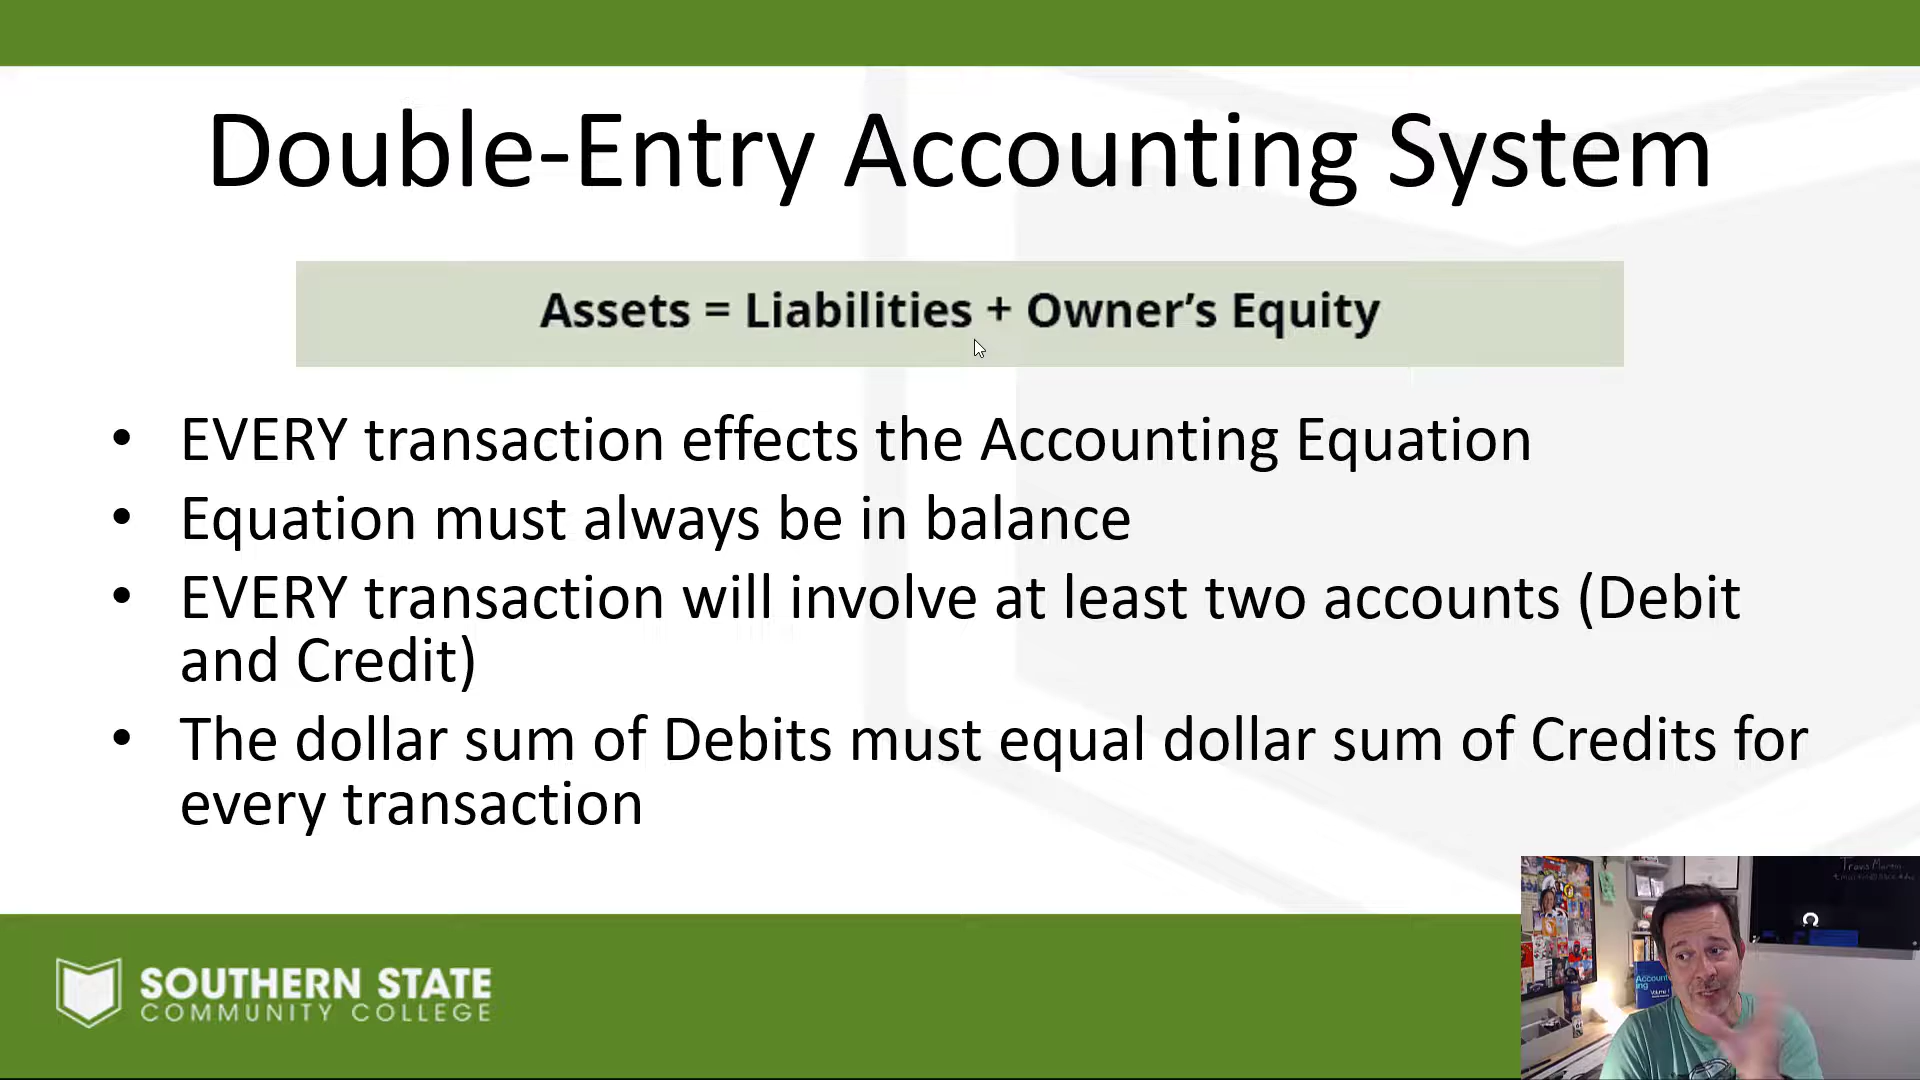 Double-Entry Accounting System
Assets = Liabilities + Owner’s Equity
• EVERY transaction effects the Accounting Equation
• Equation must always be in balance
• EVERY transaction will involve at least two accounts (Debit
and Credit)
• The dollar sum of Debits must equal dollar sum of Credits for
every transaction
SOUTHERN STATE
COMMUNITY COLLEGE